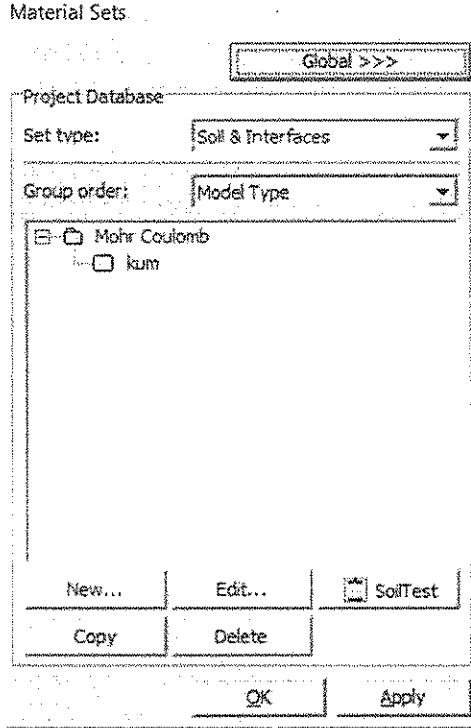 Material Sets
Global >>>
Project Database
Set type: Soil & Interfaces
Group order: Model Type
Mohr Coulomb
kum
New... Edit... SoilTest
Copy Delete
OK Apply